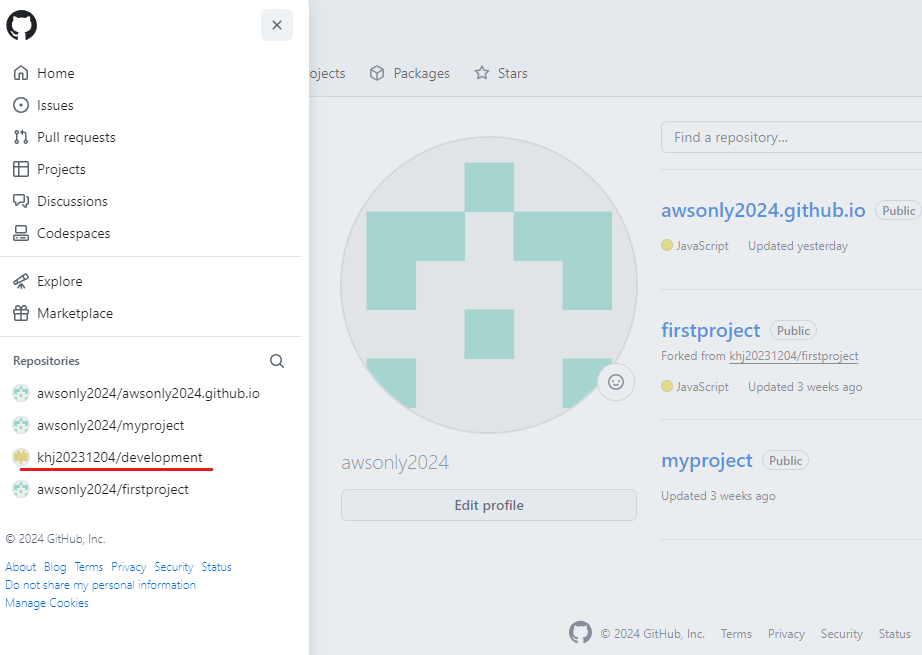 Home
Issues
Pull requests
Projects
Discussions
Codespaces
Explore
Marketplace
Repositories
awsonly2024/awsonly2024.github.io
awsonly2024/myproject
khj20231204/development
awsonly2024/firstproject
© 2024 GitHub, Inc.
About Blog Terms Privacy Security Status
Do not share my personal information
Manage Cookies
ojects Packages Stars
awsonly2024
Edit profile
Find a repository...
awsonly2024.github.io Public
JavaScript Updated yesterday
firstproject Public
Forked from khj20231204/firstproject
JavaScript Updated 3 weeks ago
myproject Public
Updated 3 weeks ago
© 2024 GitHub, Inc. Terms Privacy Security Status